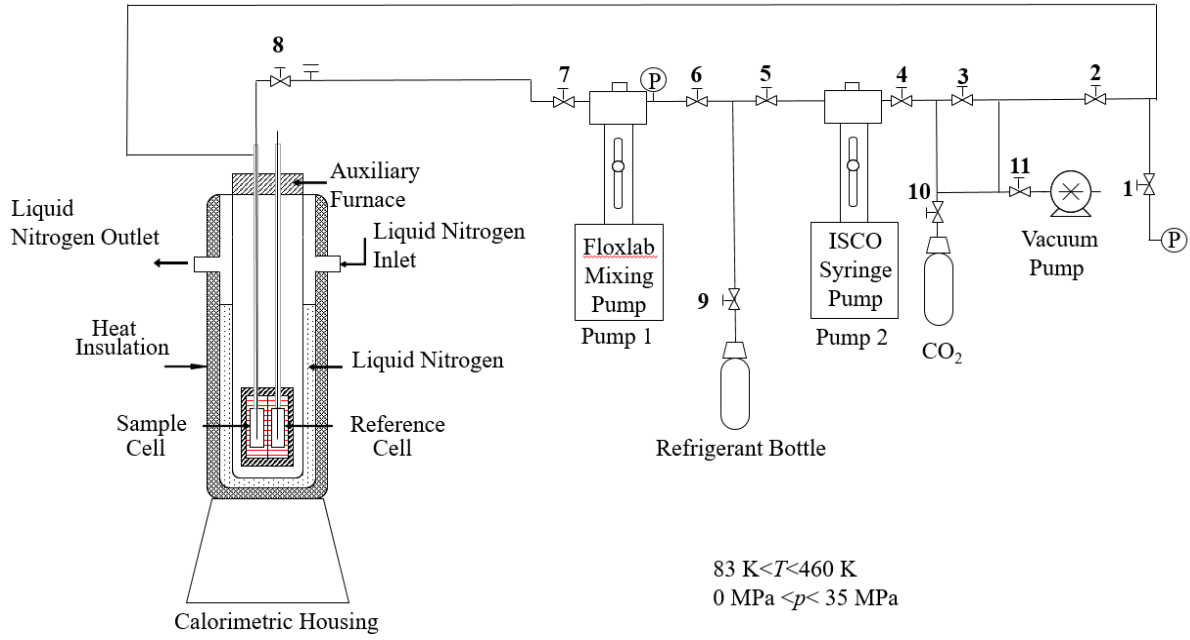 8
7
P
6
5
4
3
2
Auxiliary
Furnace
11
10
1
Liquid
Nitrogen Outlet
Liquid Nitrogen
Inlet
Floxlab
Mixing
Pump
Pump 1
ISCO
Syringe
Pump
Pump 2
Vacuum
Pump
P
9
CO2
Heat
Insulation
Liquid Nitrogen
Sample
Cell
Reference
Cell
Refrigerant Bottle
83 K<T<460 K
0 MPa <p< 35 MPa
Calorimetric Housing